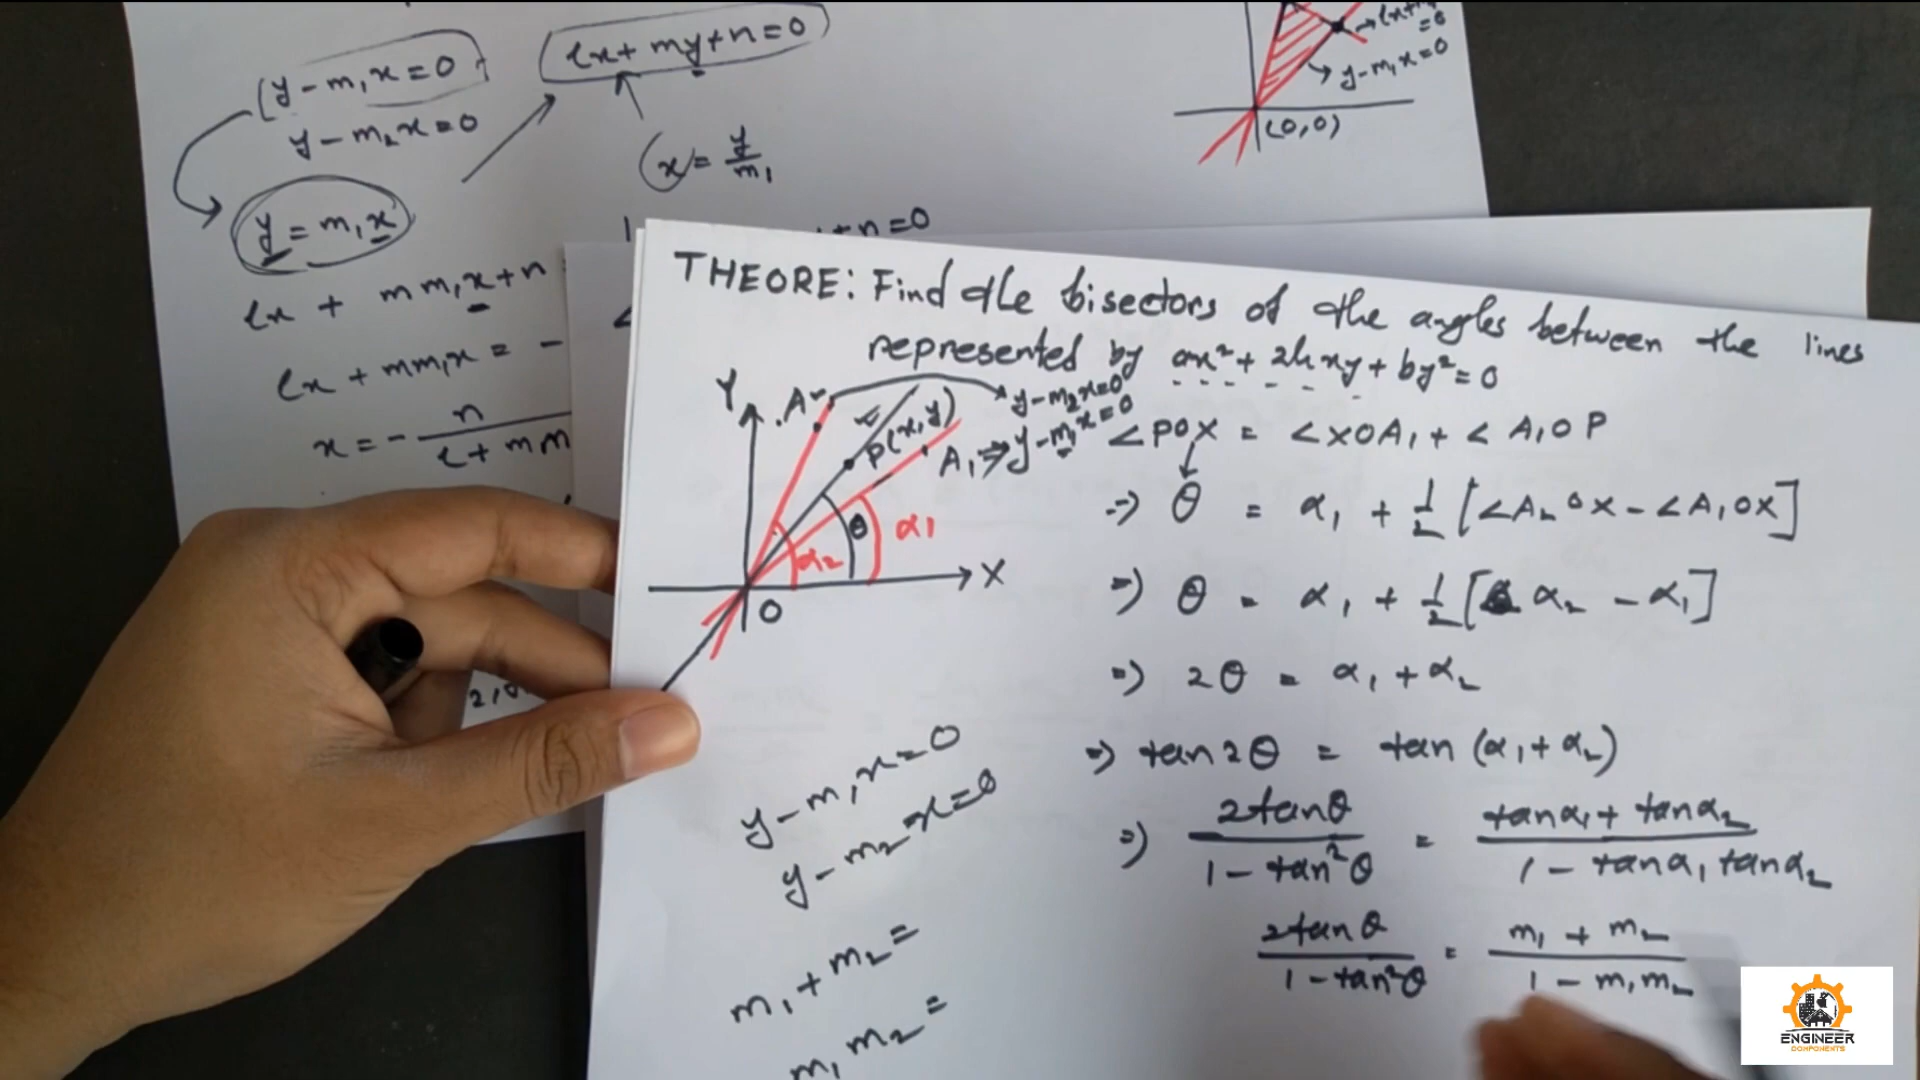 y - m₁x = 0
y - m₂x = 0
y = m₁x
lx + my + n = 0
x = y/m₁
lx + mm₁x + n
lx + mm₁x = -
x = - n/(l + mm
+ n = 0
y - m₁x = 0
(0,0)
THEORE: Find the bisectors of the angles between the lines
represented by ax² + 2hxy + by² = 0
Y
A₂
P(x,y)
y - m₂x = 0
A₁ ⇒ y - m₁x = 0
θ
α₁
α₂
X
O
∠POX = ∠XOA₁ + ∠A₁OP
⇒ θ = α₁ + 1/2 [∠A₂OX - ∠A₁OX]
⇒ θ = α₁ + 1/2 [α₂ - α₁]
⇒ 2θ = α₁ + α₂
⇒ tan2θ = tan(α₁ + α₂)
⇒ 2tanθ/(1 - tan²θ) = (tanα₁ + tanα₂)/(1 - tanα₁tanα₂)
2tanθ/(1 - tan²θ) = (m₁ + m₂)/(1 - m₁m₂)
y - m₁x = 0
y - m₂x = 0
m₁ + m₂ =
m₁m₂ =
ENGINEER
COMPONENTS